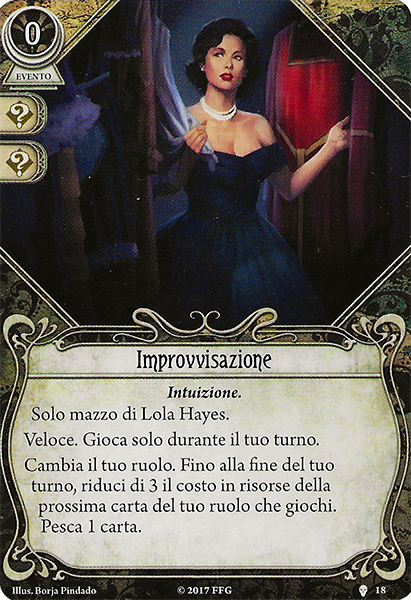 0
EVENTO
?
?
Improvvisazione
Intuizione.
Solo mazzo di Lola Hayes.
Veloce. Gioca solo durante il tuo turno.
Cambia il tuo ruolo. Fino alla fine del tuo
turno, riduci di 3 il costo in risorse della
prossima carta del tuo ruolo che giochi.
Pesca 1 carta.
Illus. Borja Pindado
© 2017 FFG
18